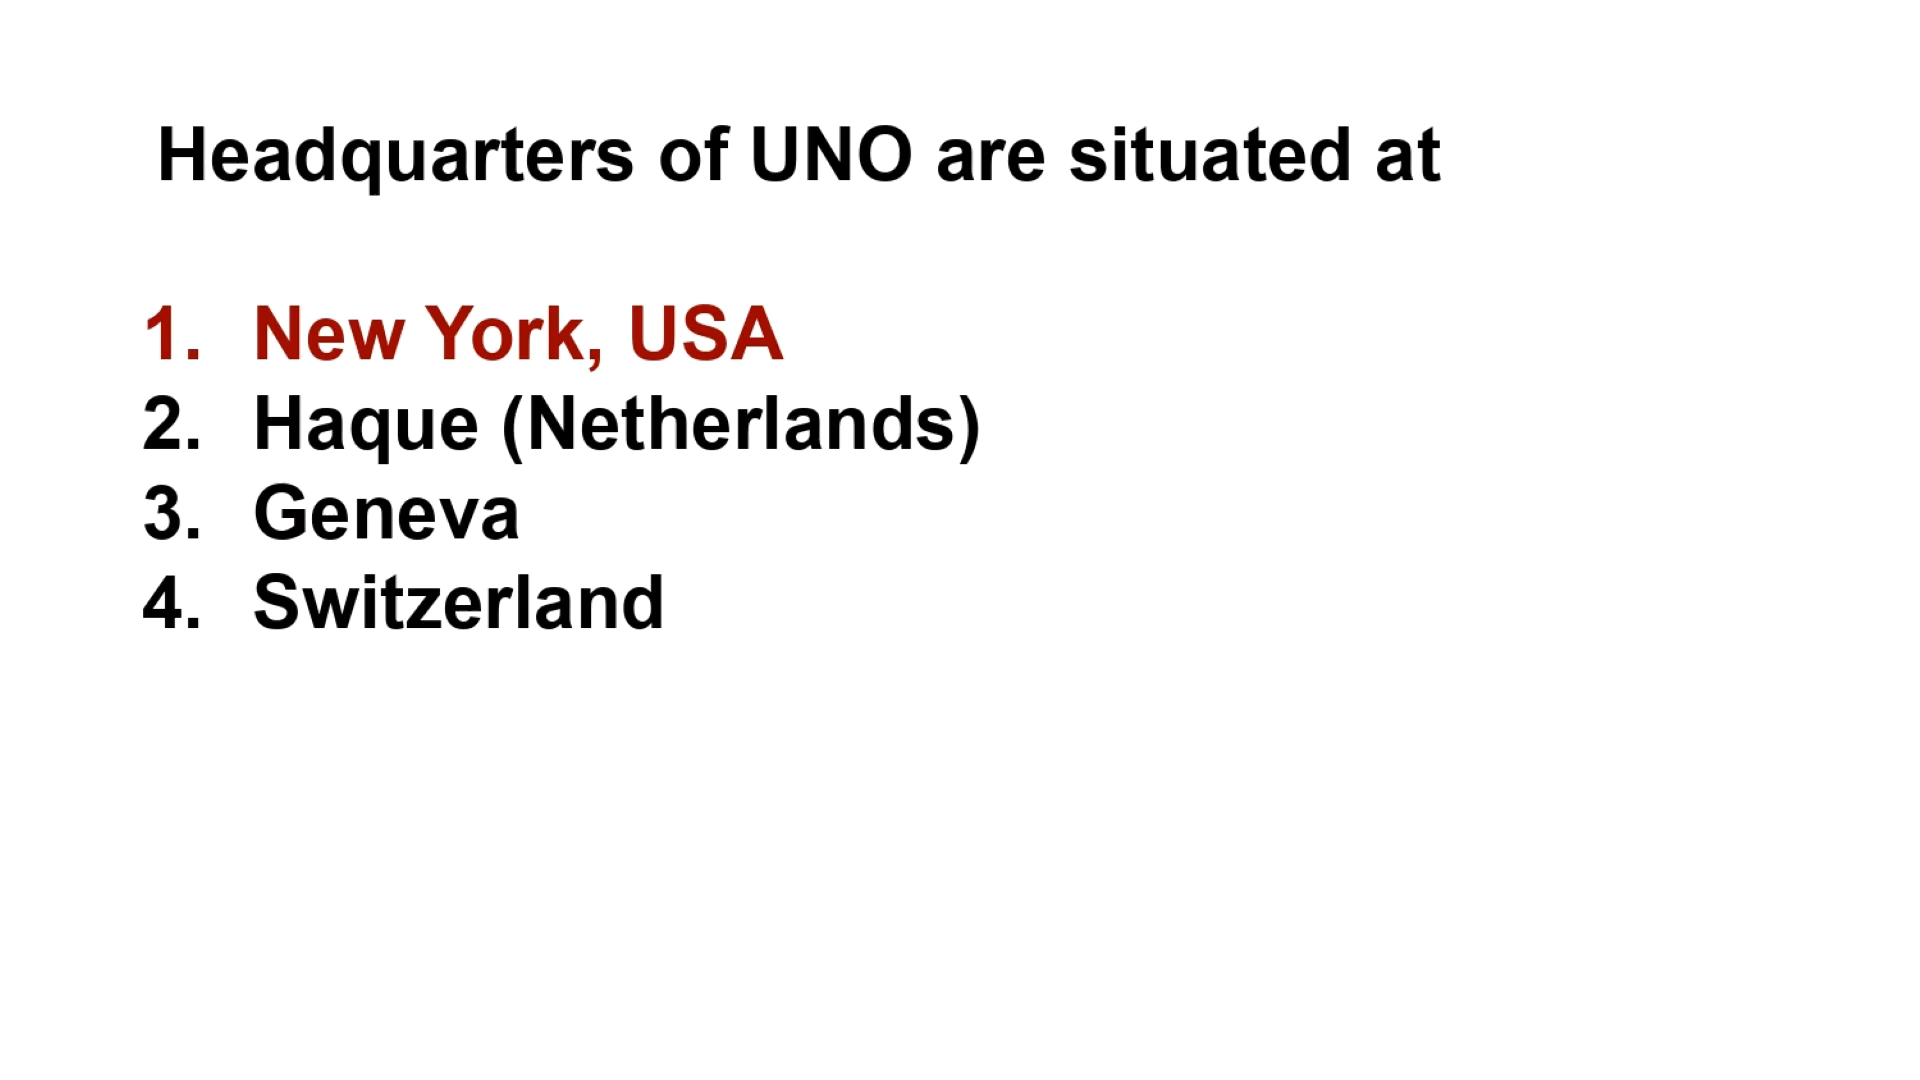 Headquarters of UNO are situated at
1. New York, USA
2. Haque (Netherlands)
3. Geneva
4. Switzerland